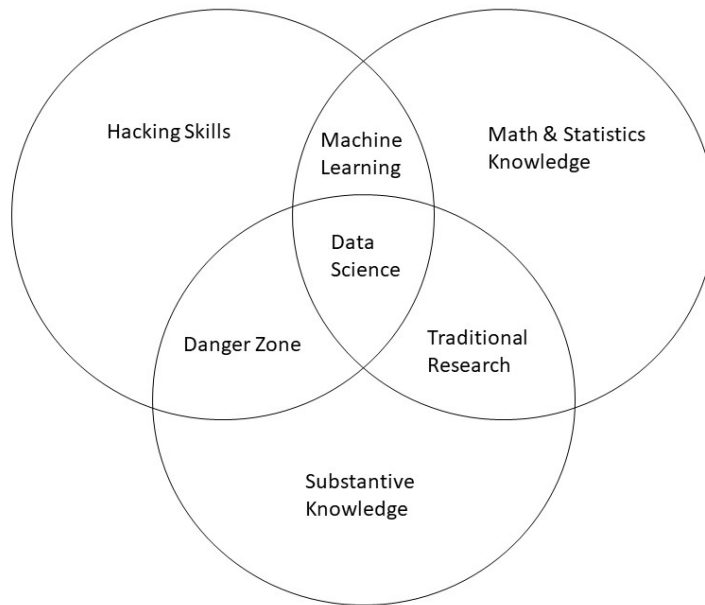 Hacking Skills
Machine
Learning
Math & Statistics
Knowledge
Data
Science
Danger Zone
Traditional
Research
Substantive
Knowledge